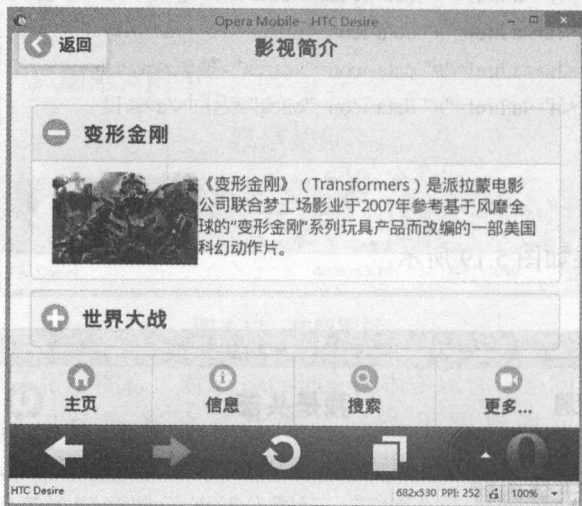 Opera Mobile - HTC Desire
返回
影视简介
变形金刚
《变形金刚》（Transformers）是派拉蒙电影
公司联合梦工场影业于2007年参考基于风靡全
球的“变形金刚”系列玩具产品而改编的一部美国
科幻动作片。
世界大战
主页
信息
搜索
更多...
HTC Desire
682x530 PPI: 252
100%